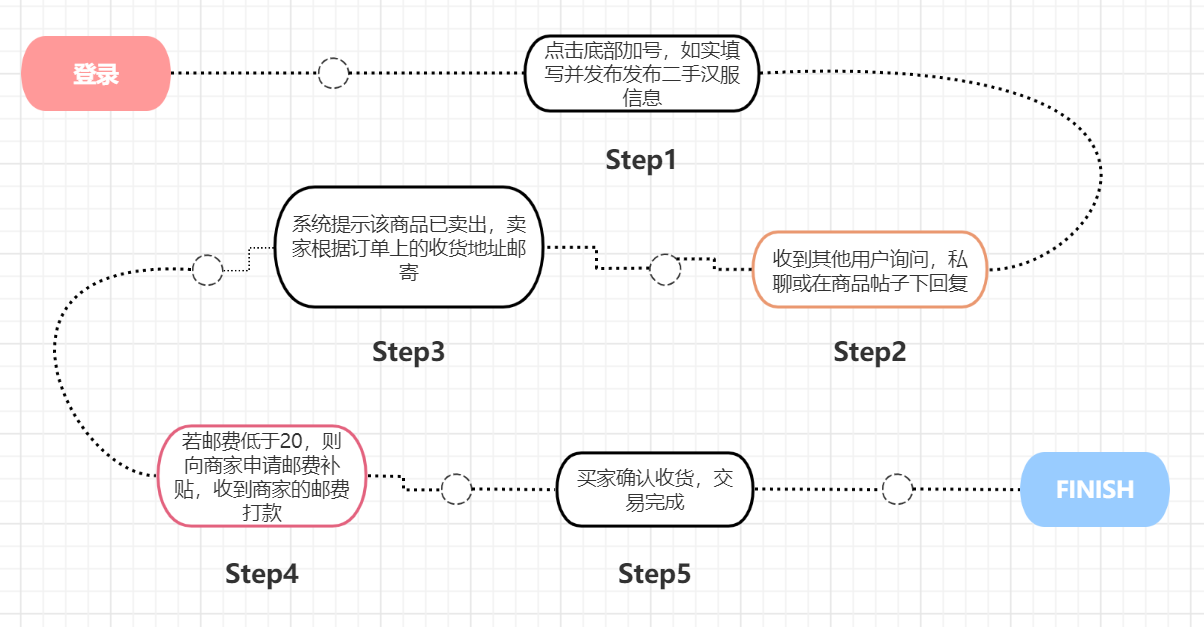 登录
点击底部加号，如实填
写并发布发布二手汉服
信息
Step1
收到其他用户询问，私
聊或在商品帖子下回复
Step2
系统提示该商品已卖出，卖
家根据订单上的收货地址邮
寄
Step3
若邮费低于20，则
向商家申请邮费补
贴，收到商家的邮费
打款
Step4
买家确认收货，交
易完成
Step5
FINISH